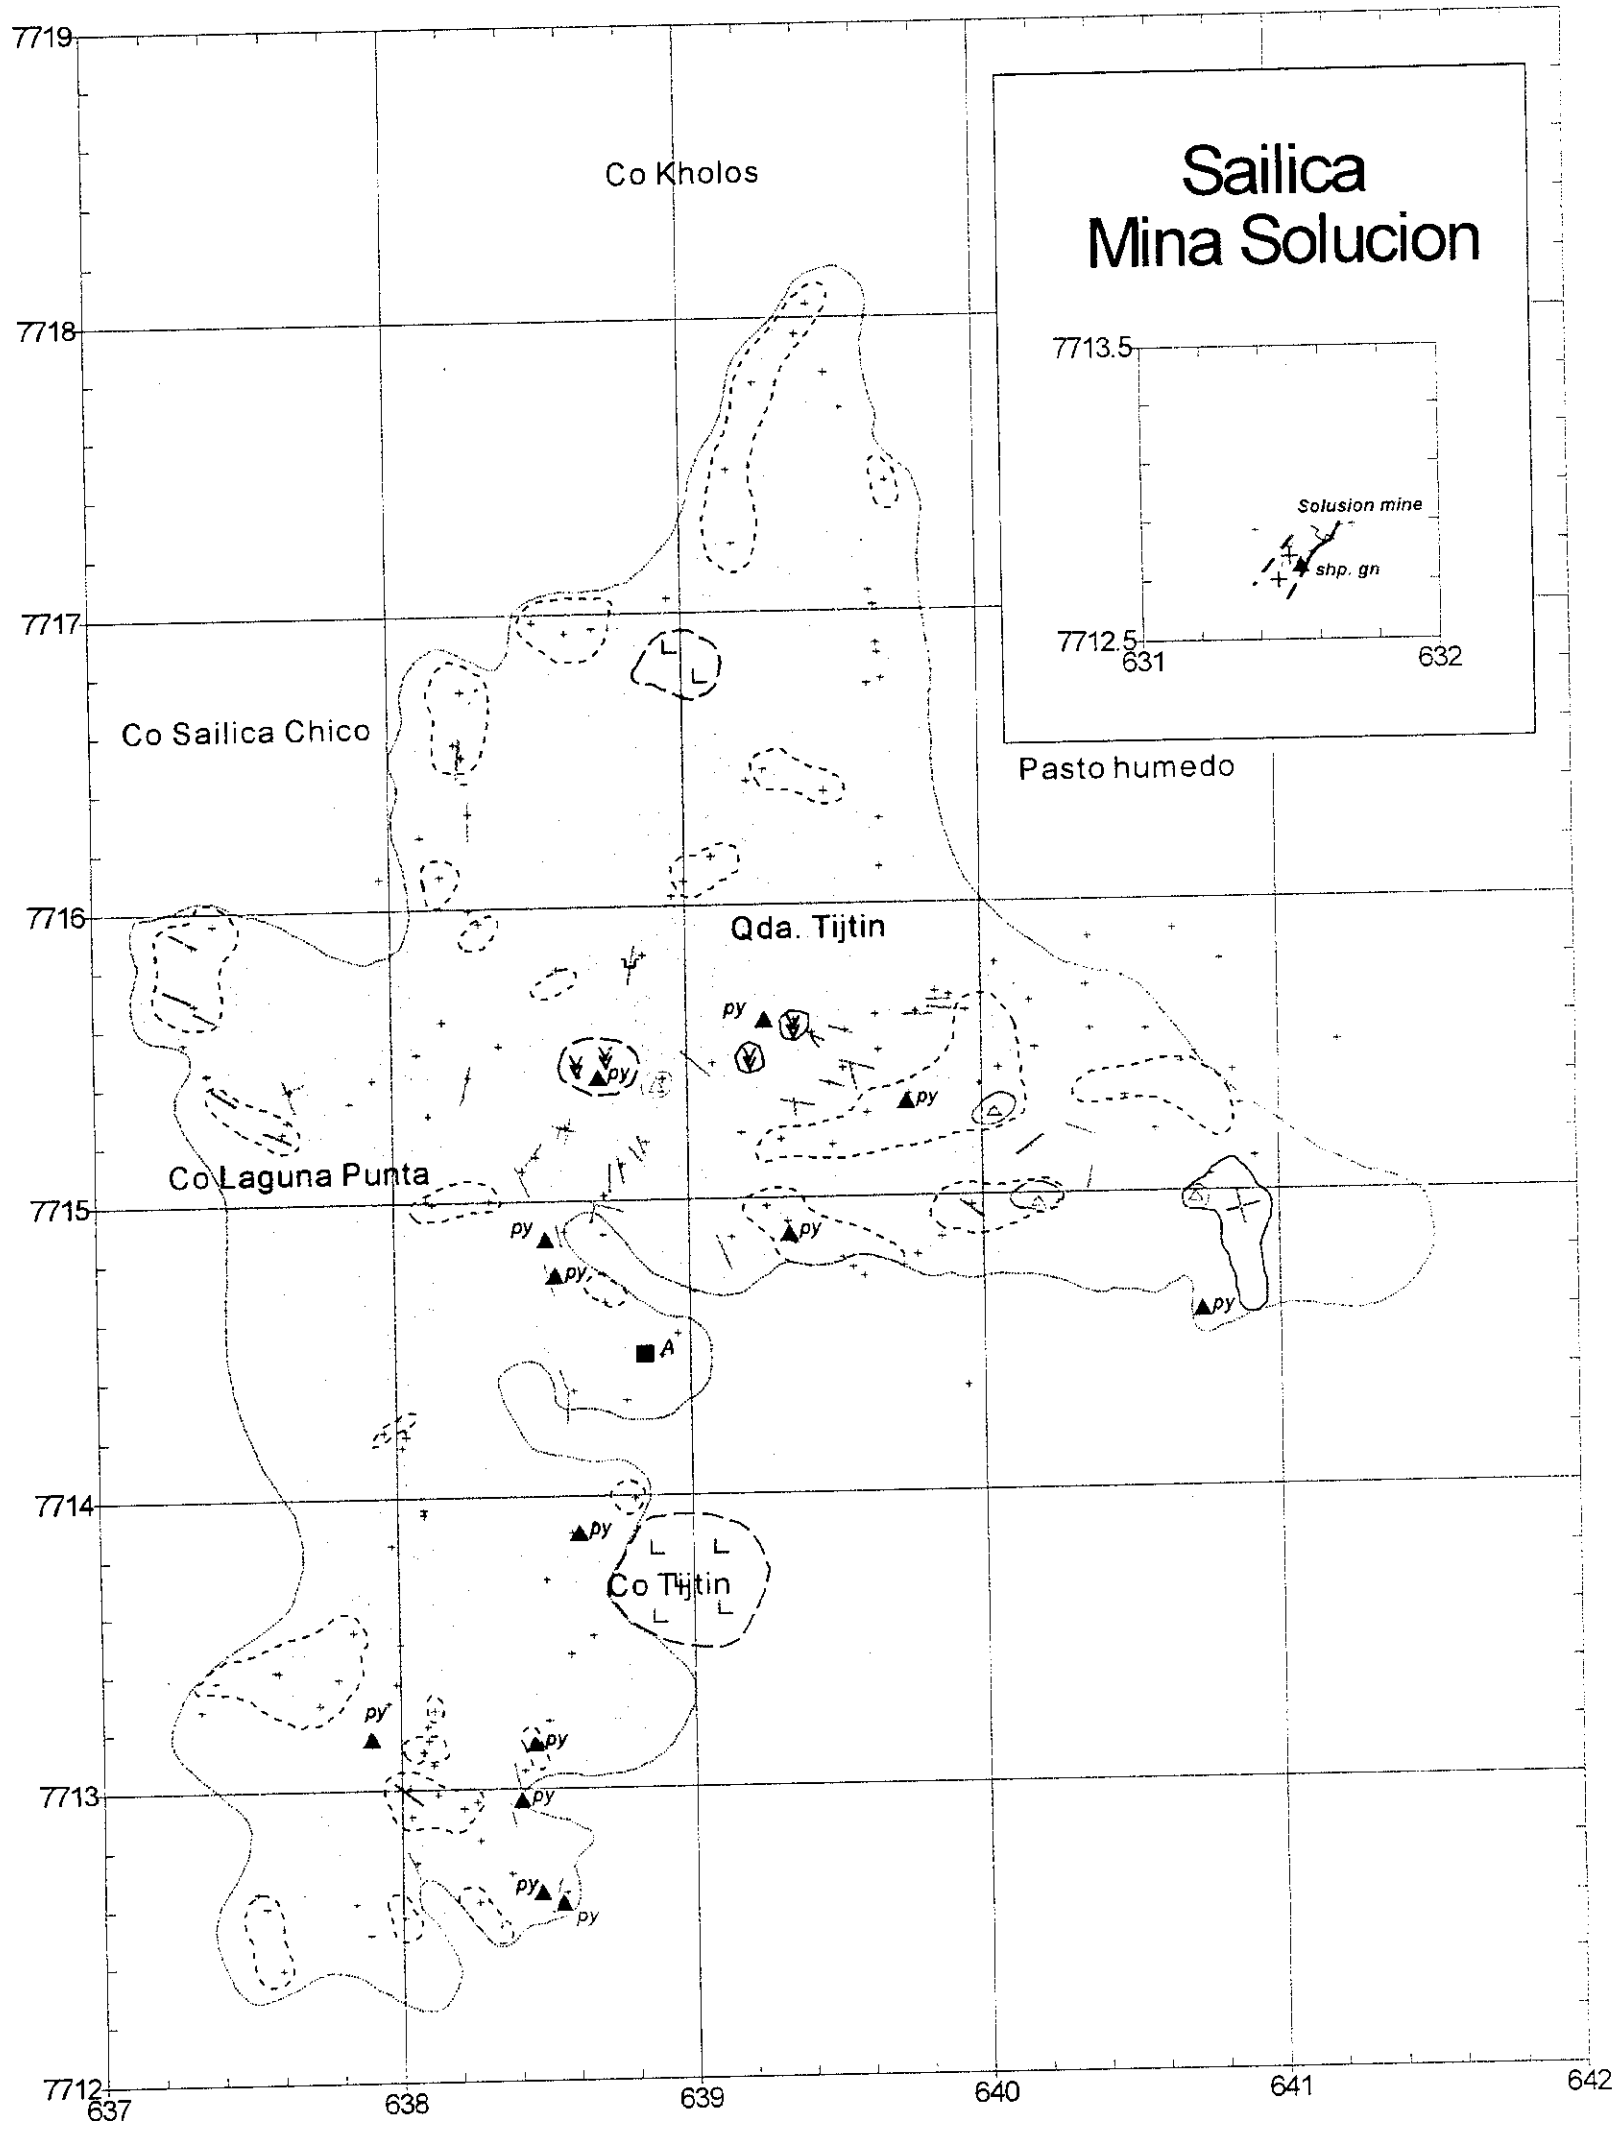 7719
Co Kholos
Sailica
Mina Solucion
7718
7713.5
Solusion mine
shp. gn
7717
7712.5
631
632
Co Sailica Chico
Pasto humedo
7716
Qda. Tijtin
py
py
py
Co Laguna Punta
7715
py
py
py
py
A
7714
py
Co Tijtin
py
py
7713
py
py
py
7712
637
638
639
640
641
642